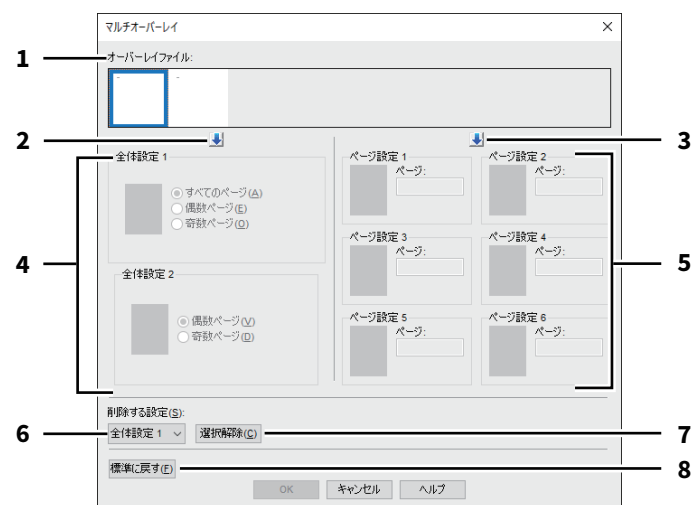 マルチオーバーレイ
1
オーバーレイファイル:
-
-
2
3
全体設定 1
すべてのページ(A)
偶数ページ(E)
奇数ページ(O)
ページ設定 1
ページ:
ページ設定 2
ページ:
4
ページ設定 3
ページ:
ページ設定 4
ページ:
5
全体設定 2
偶数ページ(V)
奇数ページ(D)
ページ設定 5
ページ:
ページ設定 6
ページ:
削除する設定(S):
6
全体設定 1
選択解除(C)
7
標準に戻す(F)
8
OK
キャンセル
ヘルプ